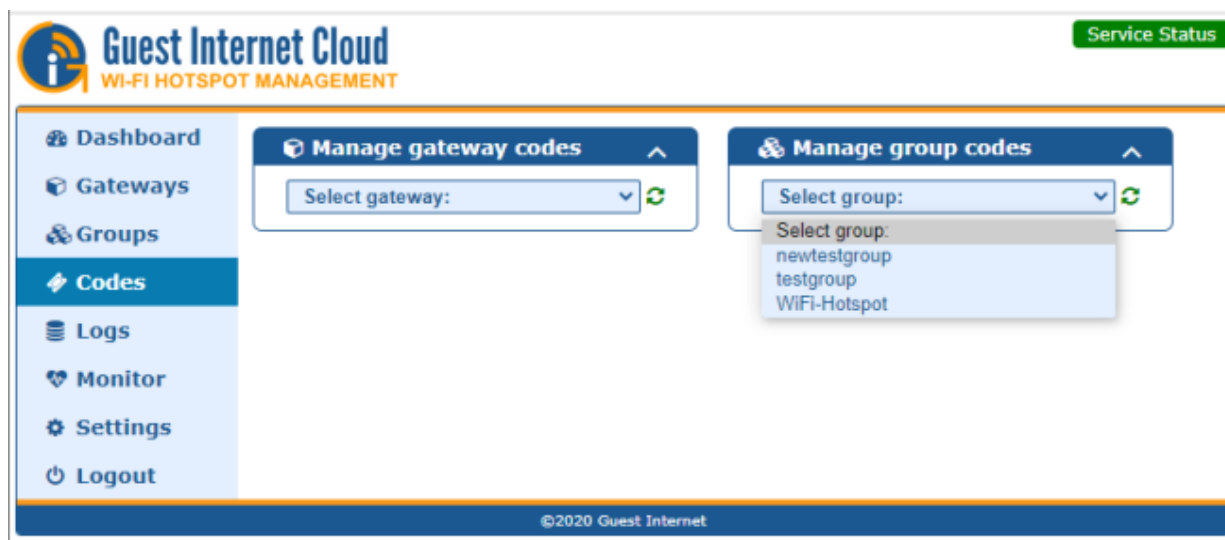 Guest Internet Cloud
WI-FI HOTSPOT MANAGEMENT
Service Status
Dashboard
Gateways
Groups
Codes
Logs
Monitor
Settings
Logout
Manage gateway codes
Select gateway:
Manage group codes
Select group:
Select group:
newtestgroup
testgroup
WiFi-Hotspot
©2020 Guest Internet